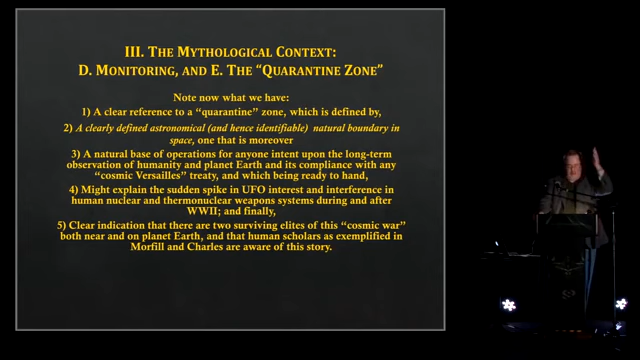 III. THE MYTHOLOGICAL CONTEXT:
D. MONITORING, AND E. THE “QUARANTINE ZONE”
Note now what we have:
1) A clear reference to a “quarantine” zone, which is defined by,
2) A clearly defined astronomical (and hence identifiable) natural boundary in
space, one that is moreover
3) A natural base of operations for anyone intent upon the long-term
observation of humanity and planet Earth and its compliance with any
“cosmic Versailles” treaty, and which being ready to hand,
4) Might explain the sudden spike in UFO interest and interference in
human nuclear and thermonuclear weapons systems during and after
WWII; and finally,
5) Clear indication that there are two surviving elites of this “cosmic war”
both near and on planet Earth, and that human scholars as exemplified in
Morfill and Charles are aware of this story.